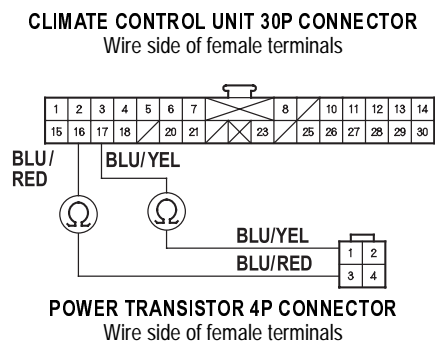 CLIMATE CONTROL UNIT 30P CONNECTOR
Wire side of female terminals
1 2 3 4 5 6 7 8 10 11 12 13 14
15 16 17 18 20 21 23 25 26 27 28 29 30
BLU/
RED
BLU/YEL
Ω Ω
BLU/YEL
BLU/RED
1 2
3 4
POWER TRANSISTOR 4P CONNECTOR
Wire side of female terminals